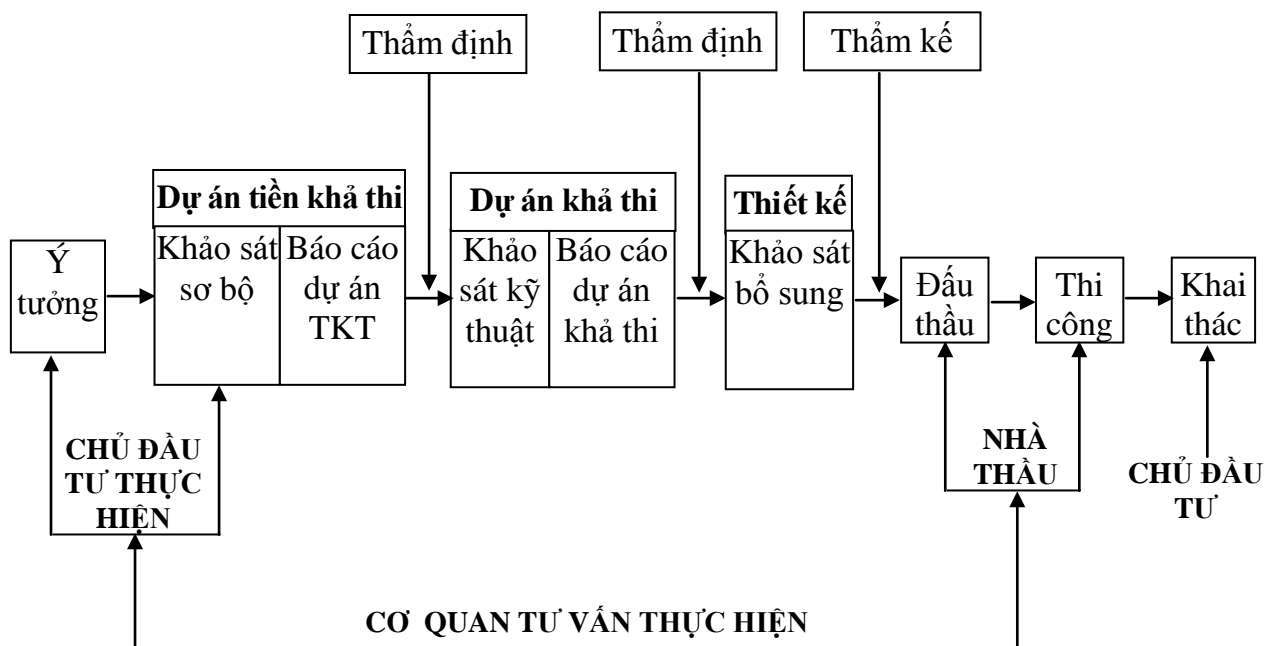 Thẩm định
Thẩm định
Thẩm kế
Dự án tiền khả thi
Dự án khả thi
Thiết kế
Ý
tưởng
Khảo sát
sơ bộ
Báo cáo
dự án
TKT
Khảo
sát kỹ
thuật
Báo cáo
dự án
khả thi
Khảo sát
bổ sung
Đấu
thầu
Thi
công
Khai
thác
CHỦ ĐẦU
TƯ THỰC
HIỆN
NHÀ
THẦU
CHỦ ĐẦU
TƯ
CƠ QUAN TƯ VẤN THỰC HIỆN